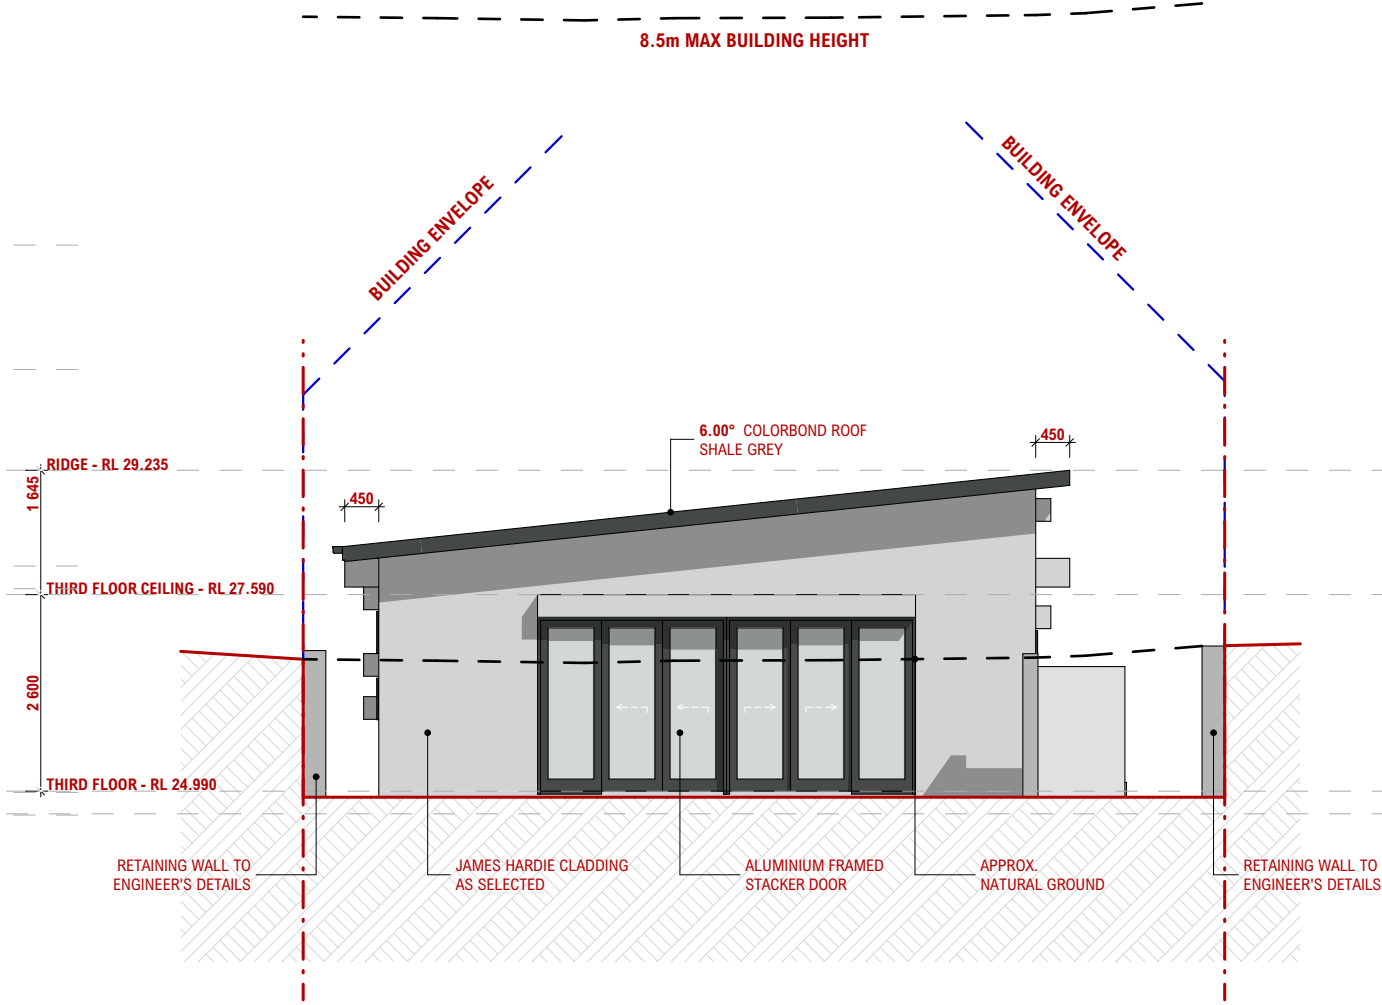 8.5m MAX BUILDING HEIGHT
BUILDING ENVELOPE
BUILDING ENVELOPE
6.00° COLORBOND ROOF
SHALE GREY
450
450
RIDGE - RL 29.235
1 645
THIRD FLOOR CEILING - RL 27.590
2 600
THIRD FLOOR - RL 24.990
RETAINING WALL TO
ENGINEER'S DETAILS
JAMES HARDIE CLADDING
AS SELECTED
ALUMINIUM FRAMED
STACKER DOOR
APPROX.
NATURAL GROUND
RETAINING WALL TO
ENGINEER'S DETAILS